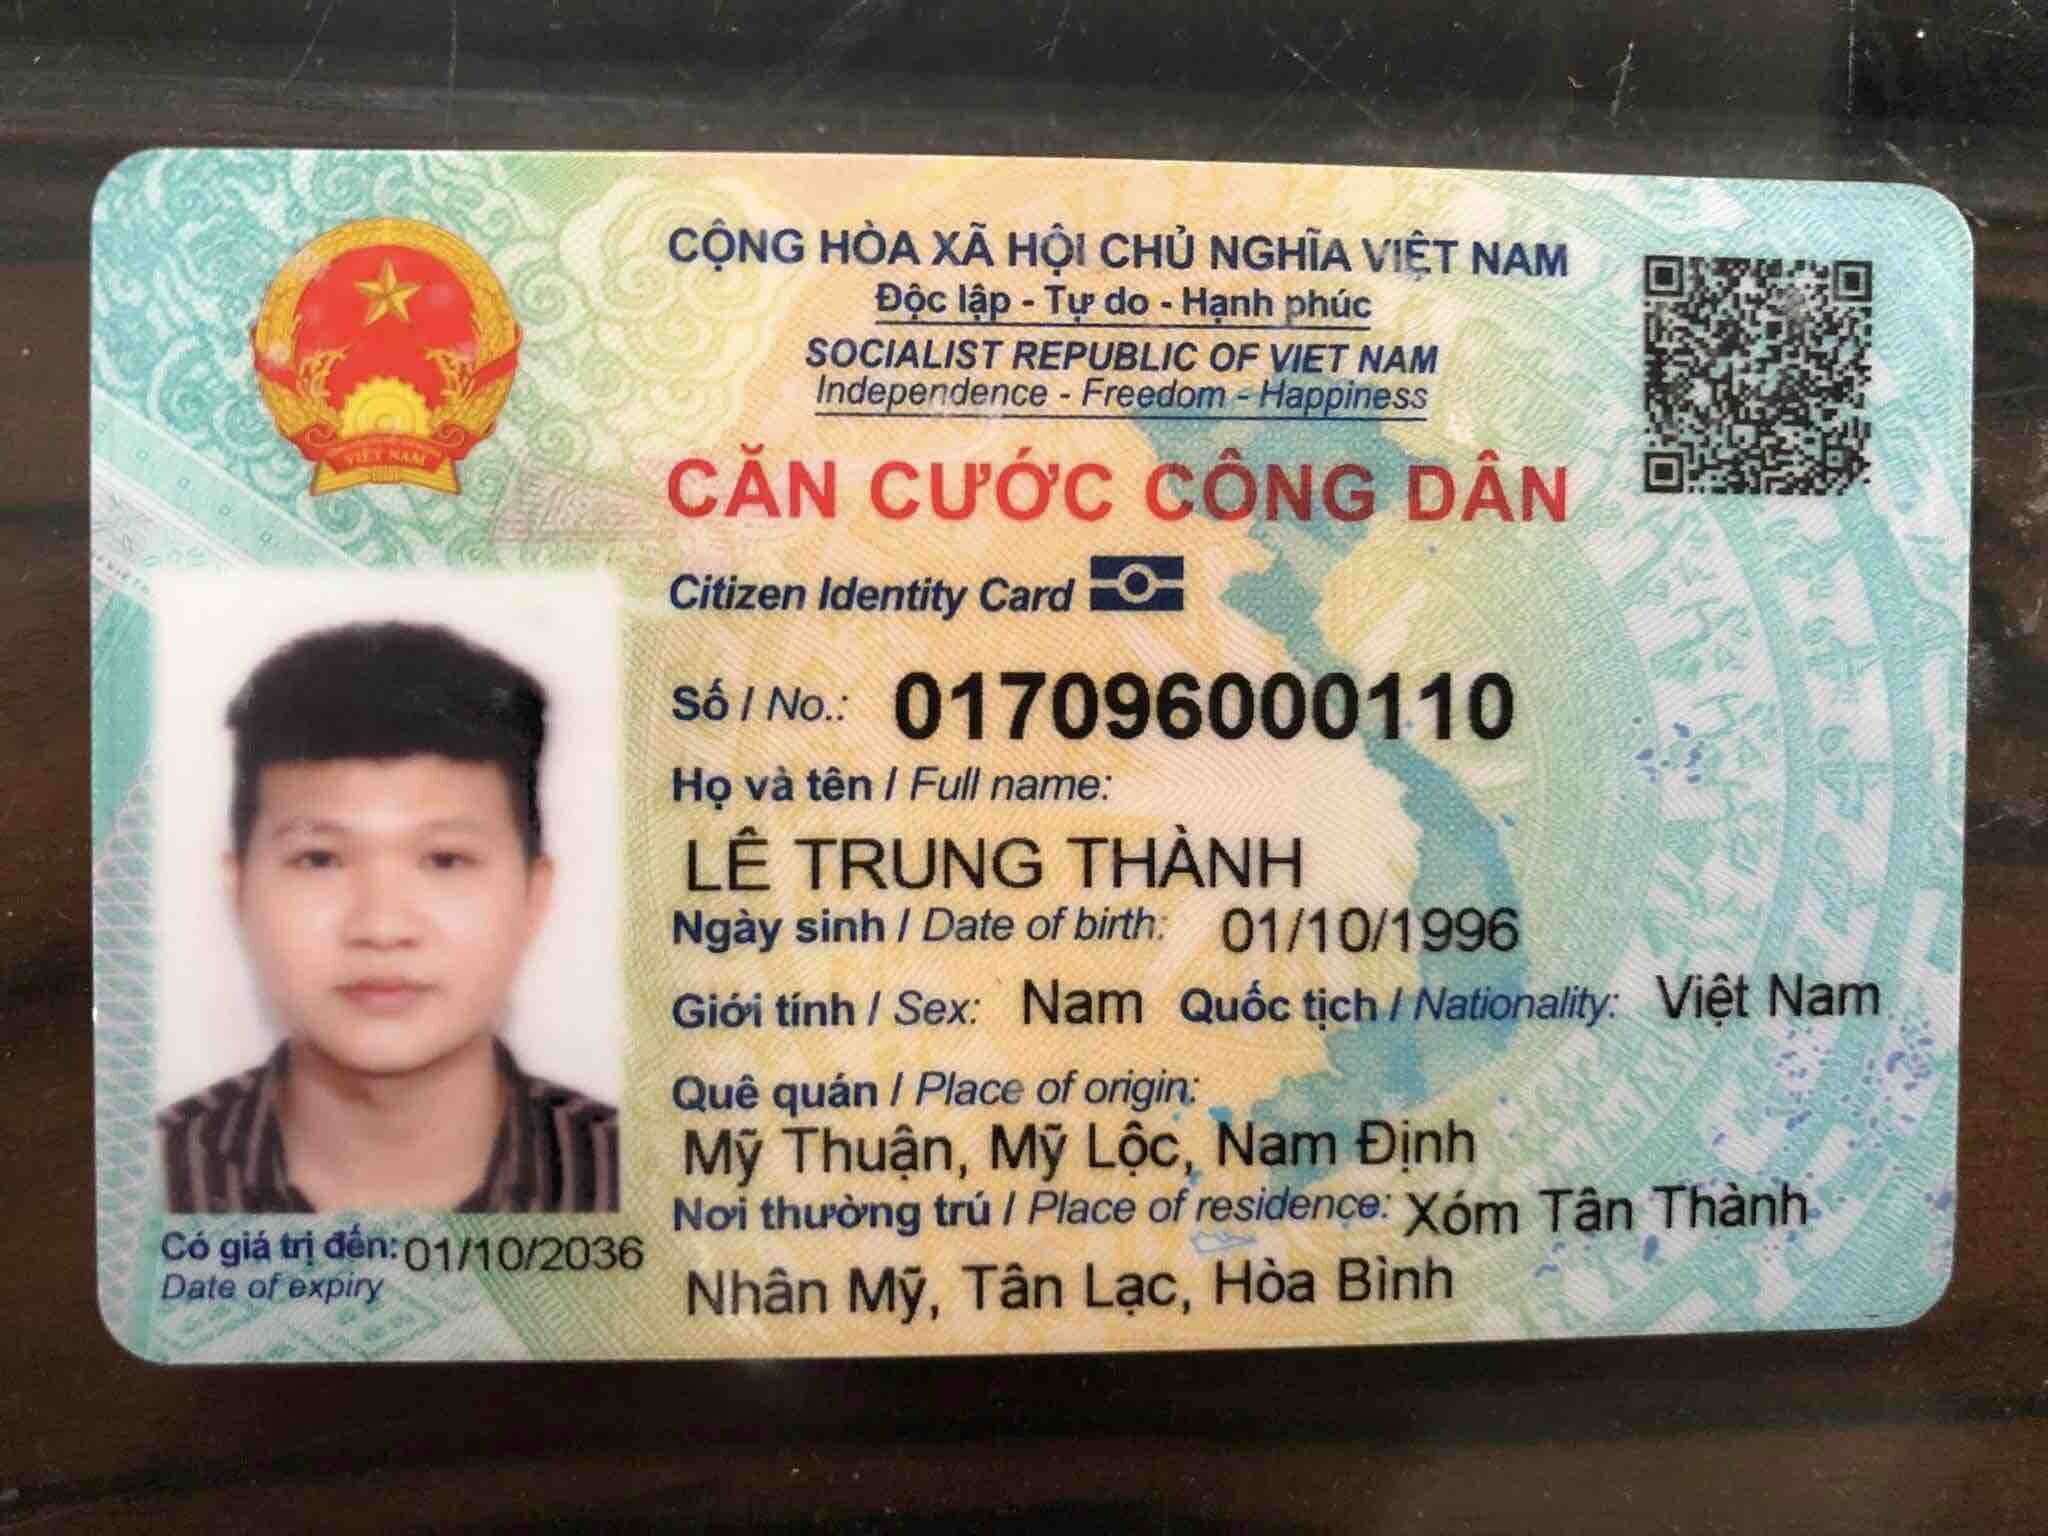 CỘNG HÒA XÃ HỘI CHỦ NGHĨA VIỆT NAM
Độc lập - Tự do - Hạnh phúc
SOCIALIST REPUBLIC OF VIET NAM
Independence - Freedom - Happiness
VIỆT NAM
CĂN CƯỚC CÔNG DÂN
Citizen Identity Card
Số / No.: 017096000110
Họ và tên / Full name:
LÊ TRUNG THÀNH
Ngày sinh / Date of birth: 01/10/1996
Giới tính / Sex: Nam Quốc tịch / Nationality: Việt Nam
Quê quán / Place of origin:
Mỹ Thuận, Mỹ Lộc, Nam Định
Nơi thường trú / Place of residence: Xóm Tân Thành
Nhân Mỹ, Tân Lạc, Hòa Bình
Có giá trị đến: 01/10/2036
Date of expiry